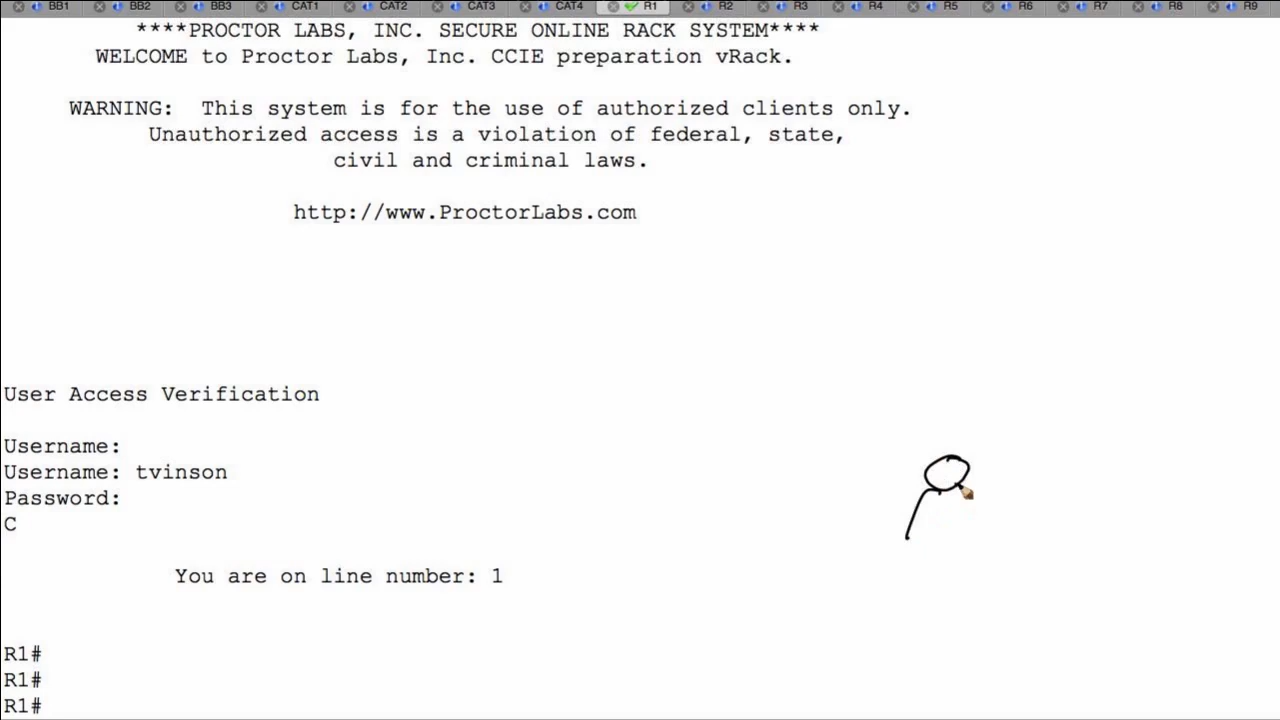 BB1 BB2 BB3 CAT1 CAT2 CAT3 CAT4 R1 R2 R3 R4 R5 R6 R7 R8 R9
****PROCTOR LABS, INC. SECURE ONLINE RACK SYSTEM****
WELCOME to Proctor Labs, Inc. CCIE preparation vRack.
WARNING: This system is for the use of authorized clients only.
Unauthorized access is a violation of federal, state,
civil and criminal laws.
http://www.ProctorLabs.com
User Access Verification
Username:
Username: tvinson
Password:
C
You are on line number: 1
R1#
R1#
R1#